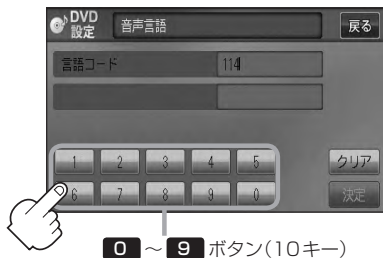 DVD
設定
音声言語
戻る
言語コード
114
1 2 3 4 5 クリア
6 7 8 9 0 決定
0 ～ 9 ボタン(10キー)